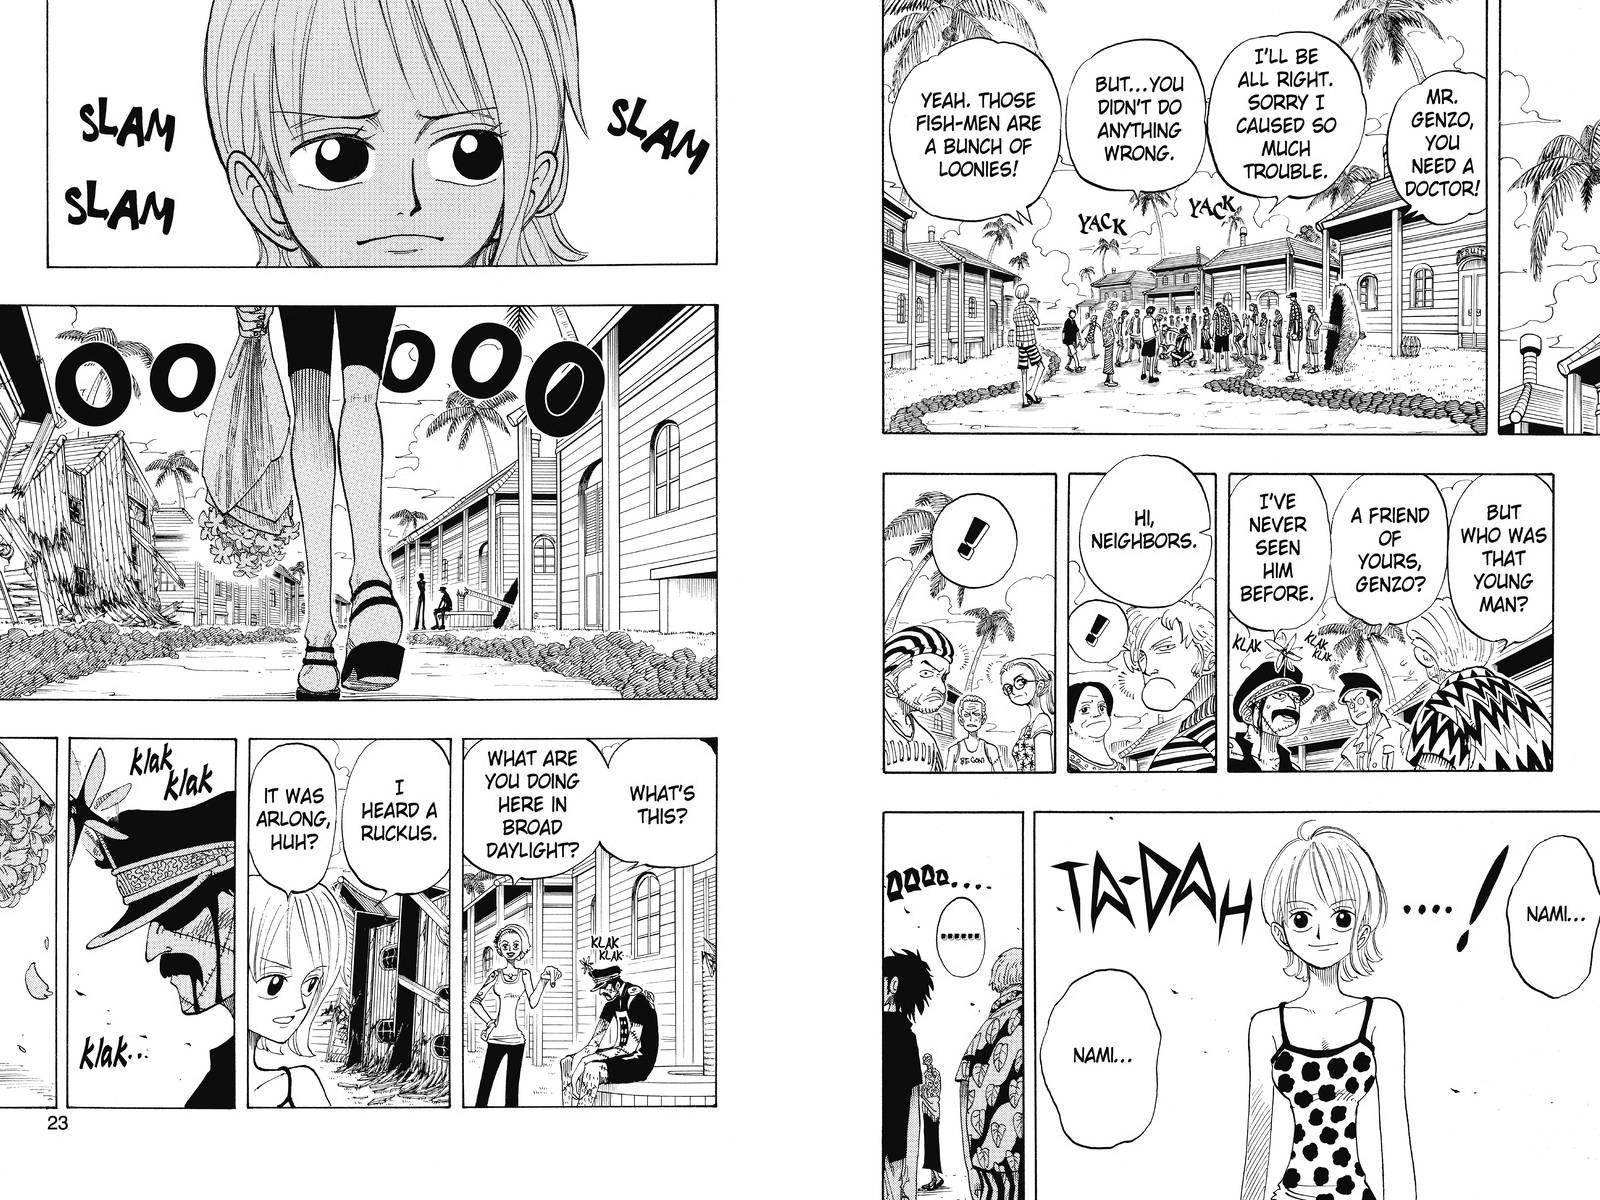 MR.
GENZO,
YOU
NEED A
DOCTOR!
I'LL BE
ALL RIGHT.
SORRY I
CAUSED SO
MUCH
TROUBLE.
BUT...YOU
DIDN'T DO
ANYTHING
WRONG.
YEAH. THOSE
FISH-MEN ARE
A BUNCH OF
LOONIES!
YACK
YACK
FRUIT
BUT
WHO WAS
THAT
YOUNG
MAN?
A FRIEND
OF
YOURS,
GENZO?
I'VE
NEVER
SEEN
HIM
BEFORE.
KLAK
KLAK
KLAK
HI,
NEIGHBORS.
!
!
NAMI...
....!
TA-DAH
NAMI...
OOOO....
.......
SLAM
SLAM
SLAM
OO OOOO
WHAT'S
THIS?
WHAT ARE
YOU DOING
HERE IN
BROAD
DAYLIGHT?
KLAK
KLAK
I
HEARD A
RUCKUS.
IT WAS
ARLONG,
HUH?
klak
klak
klak...
23